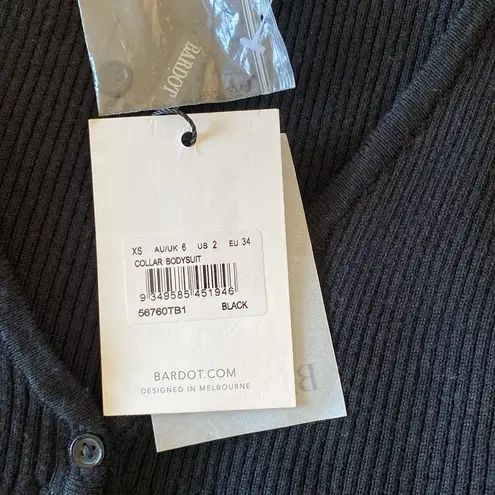 BARDOT
XS AU/UK 6 US 2 EU 34
COLLAR BODYSUIT
9 349585 451946
56760TB1 BLACK
BARDOT.COM
DESIGNED IN MELBOURNE
B